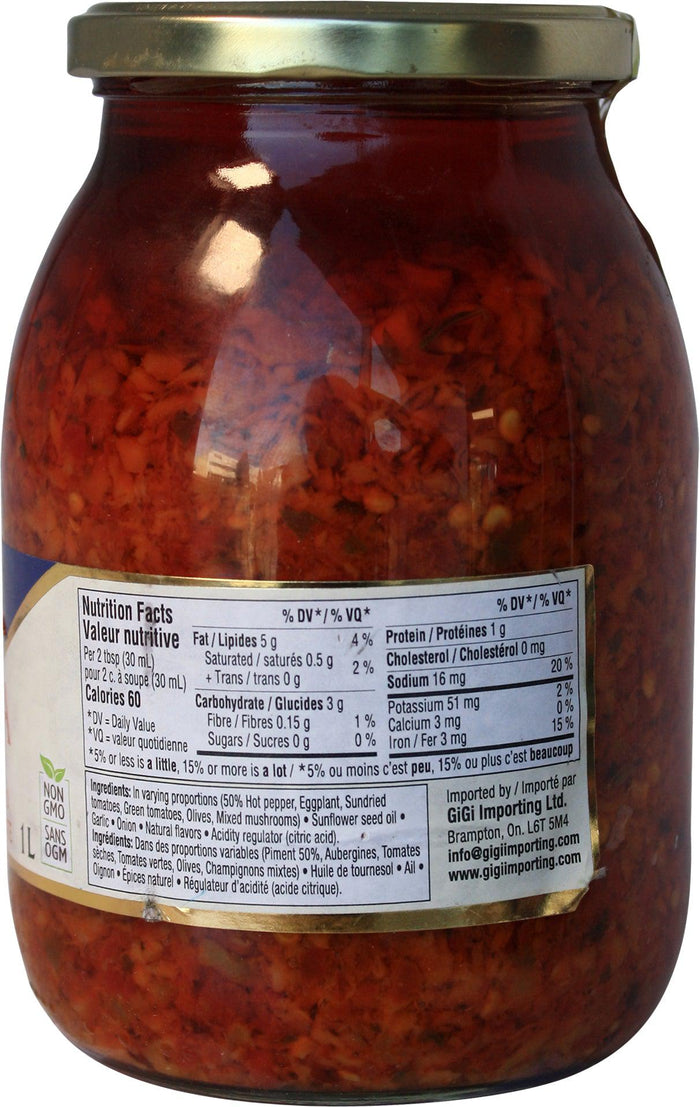 Nutrition Facts
Valeur nutritive
Per 2 tbsp (30 mL)
pour 2 c. à soupe (30 mL)
Calories 60
*DV = Daily Value
*VQ = valeur quotidienne
% DV*/ % VQ*
Fat / Lipides 5 g 4 %
Saturated / saturés 0.5 g
+ Trans / trans 0 g 2 %
Carbohydrate / Glucides 3 g
Fibre / Fibres 0.15 g 1 %
Sugars / Sucres 0 g 0 %
% DV*/ % VQ*
Protein / Protéines 1 g
Cholesterol / Cholestérol 0 mg
Sodium 16 mg 20 %
Potassium 51 mg 2 %
Calcium 3 mg 0 %
Iron / Fer 3 mg 15 %
*5% or less is a little, 15% or more is a lot / *5% ou moins c'est peu, 15% ou plus c'est beaucoup
NON
GMO
SANS
OGM
1L
Ingredients: In varying proportions (50% Hot pepper, Eggplant, Sundried
tomatoes, Green tomatoes, Olives, Mixed mushrooms) • Sunflower seed oil •
Garlic • Onion • Natural flavors • Acidity regulator (citric acid).
Ingrédients: Dans des proportions variables (Piment 50%, Aubergines, Tomates
sèches, Tomates vertes, Olives, Champignons mixtes) • Huile de tournesol • Ail •
Oignon • Épices naturel • Régulateur d'acidité (acide citrique).
Imported by / Importé par
GiGi Importing Ltd.
Brampton, On. L6T 5M4
info@gigiimporting.com
www.gigiimporting.com